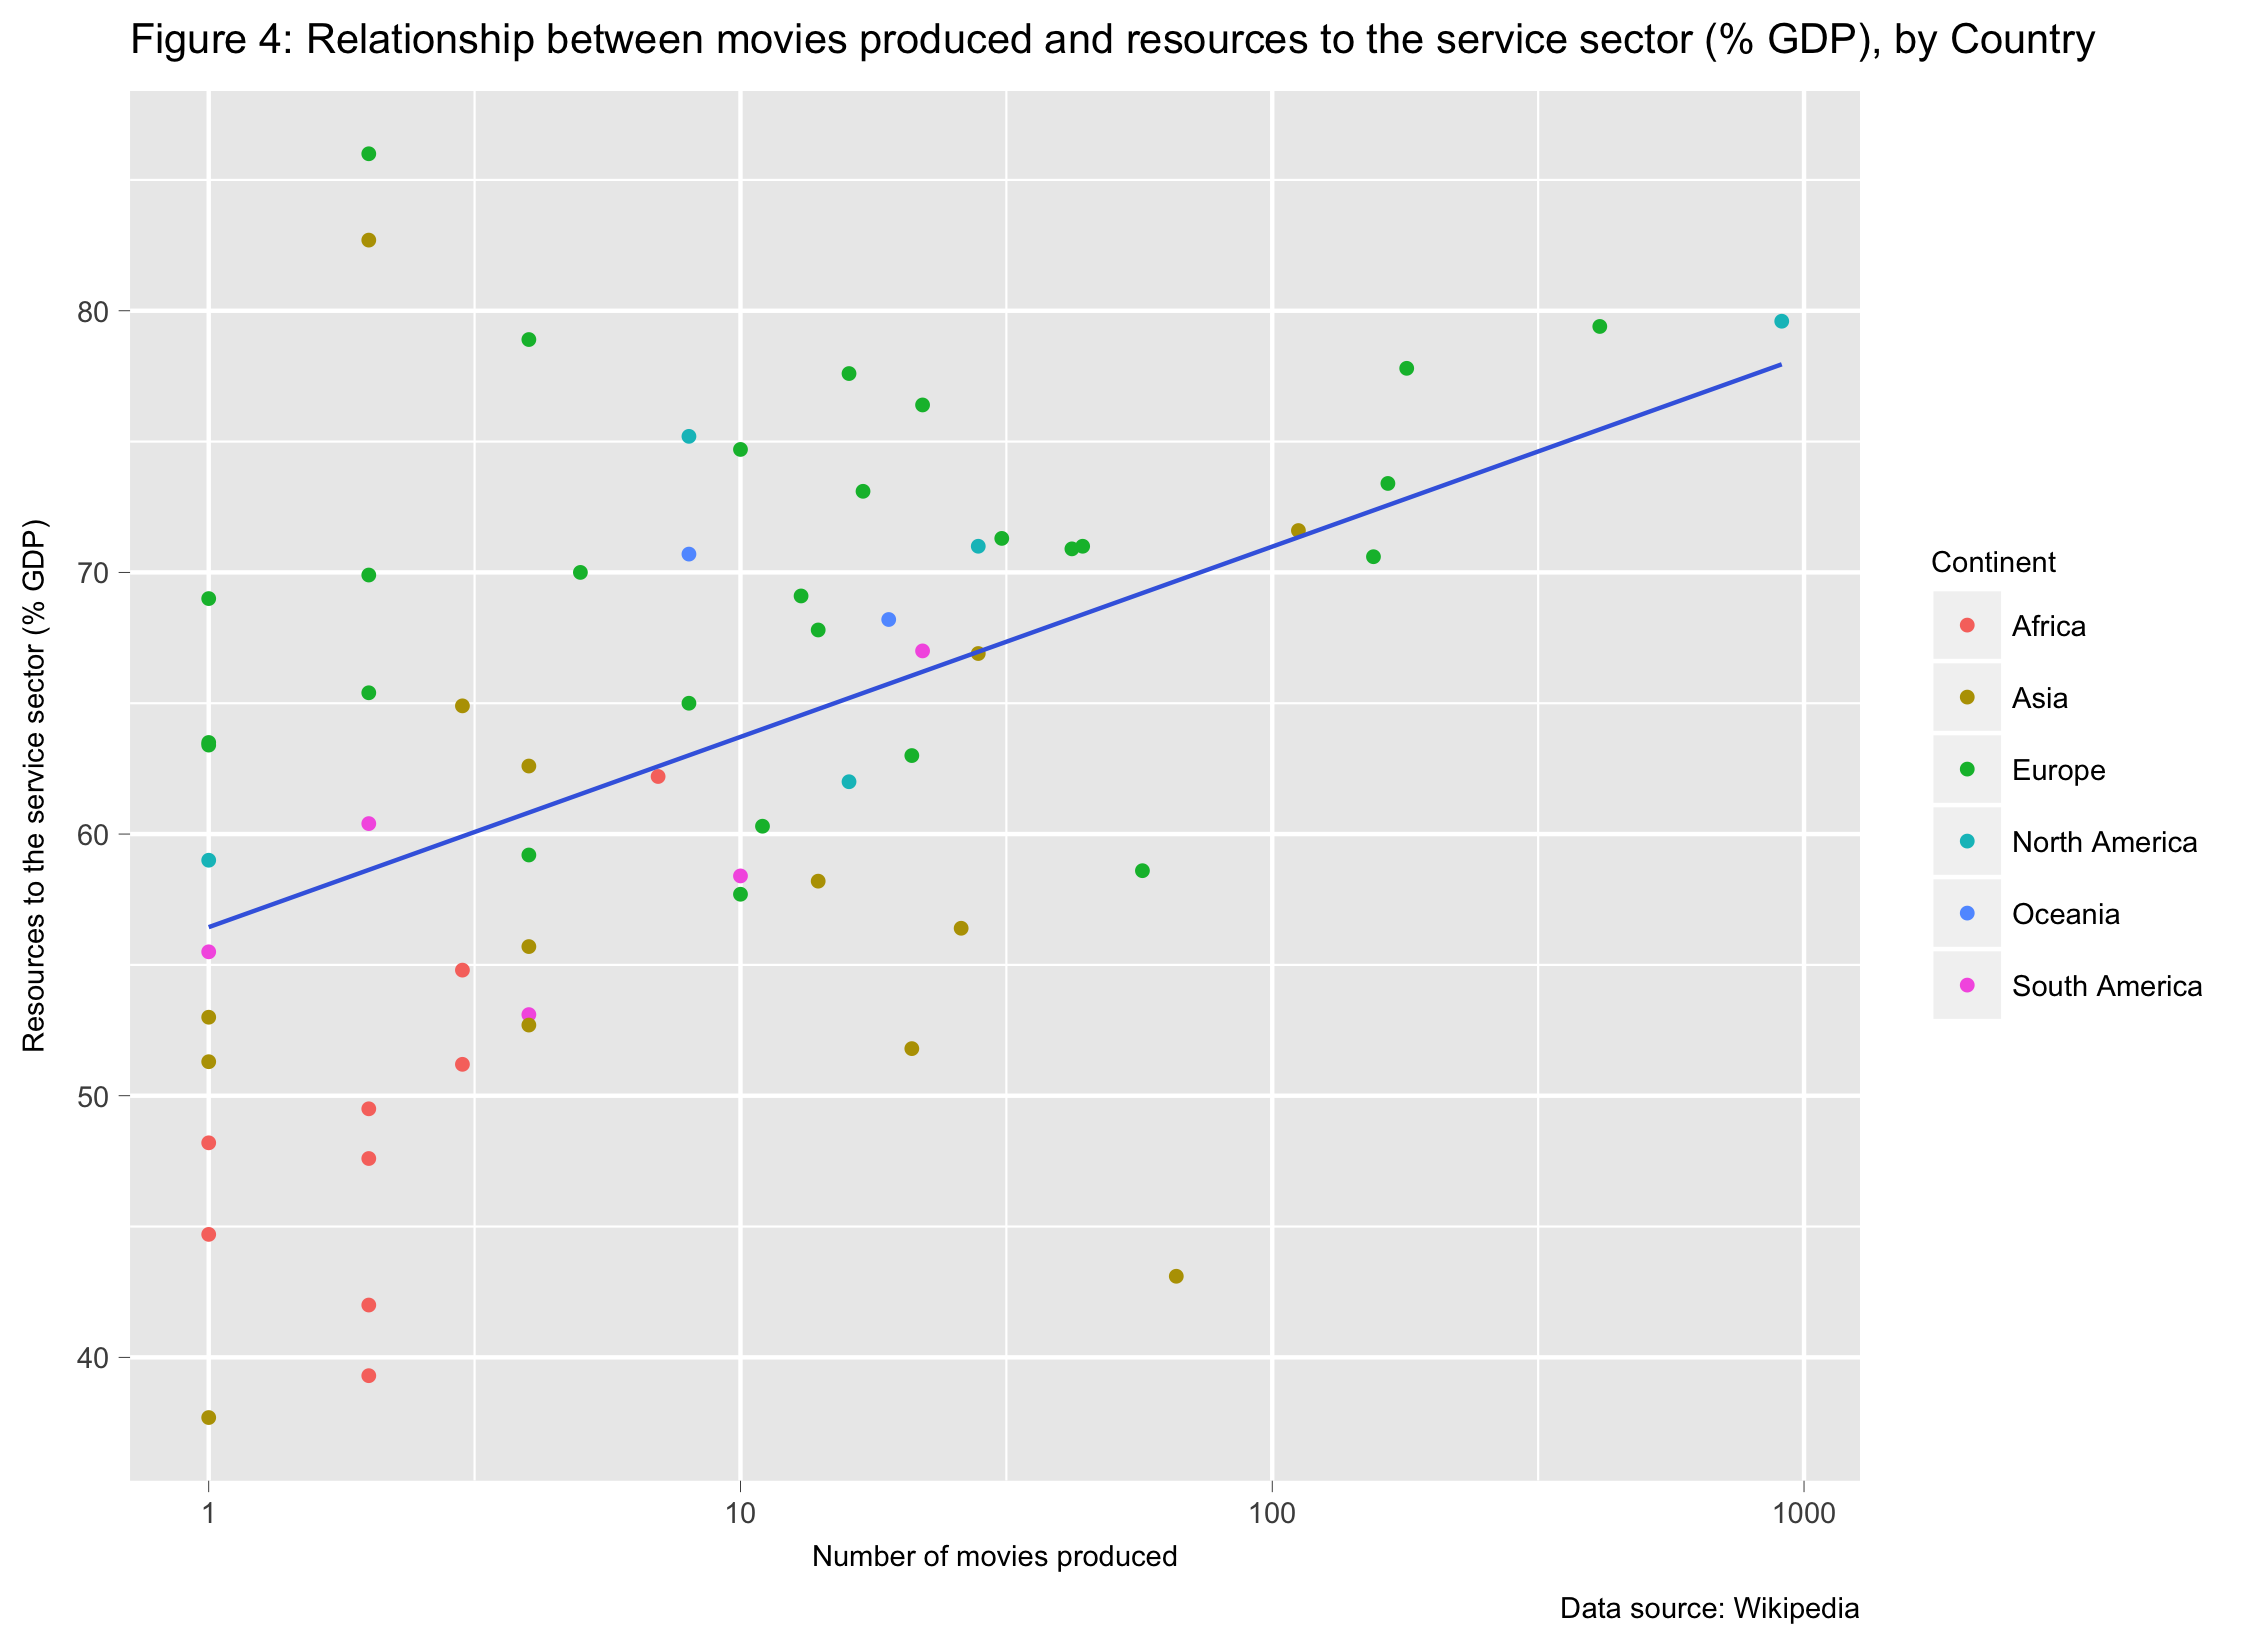 Figure 4: Relationship between movies produced and resources to the service sector (% GDP), by Country
Resources to the service sector (% GDP)
80
70
60
50
40
1
10
100
1000
Number of movies produced
Continent
Africa
Asia
Europe
North America
Oceania
South America
Data source: Wikipedia